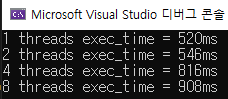 Microsoft Visual Studio 디버그 콘솔
1 threads exec_time = 520ms
2 threads exec_time = 546ms
4 threads exec_time = 816ms
8 threads exec_time = 908ms